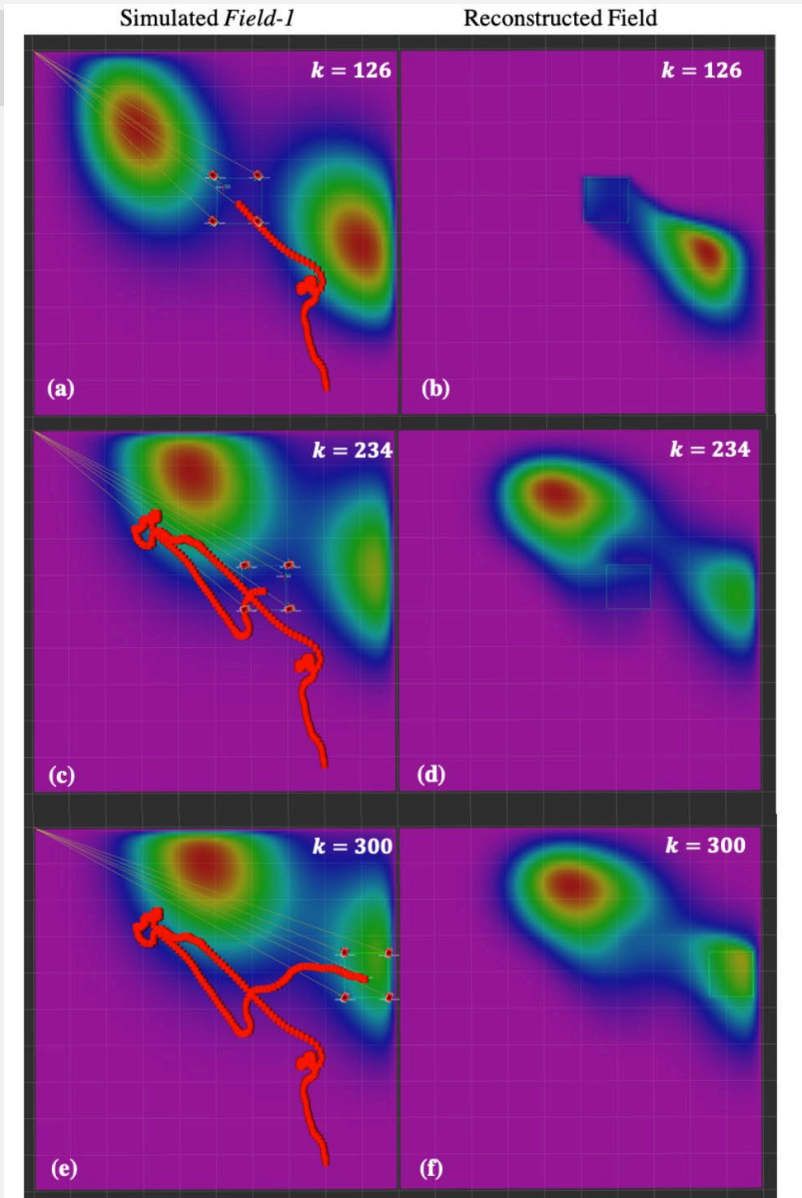 Simulated Field-1
Reconstructed Field
k = 126
k = 126
(a)
(b)
k = 234
k = 234
(c)
(d)
k = 300
k = 300
(e)
(f)